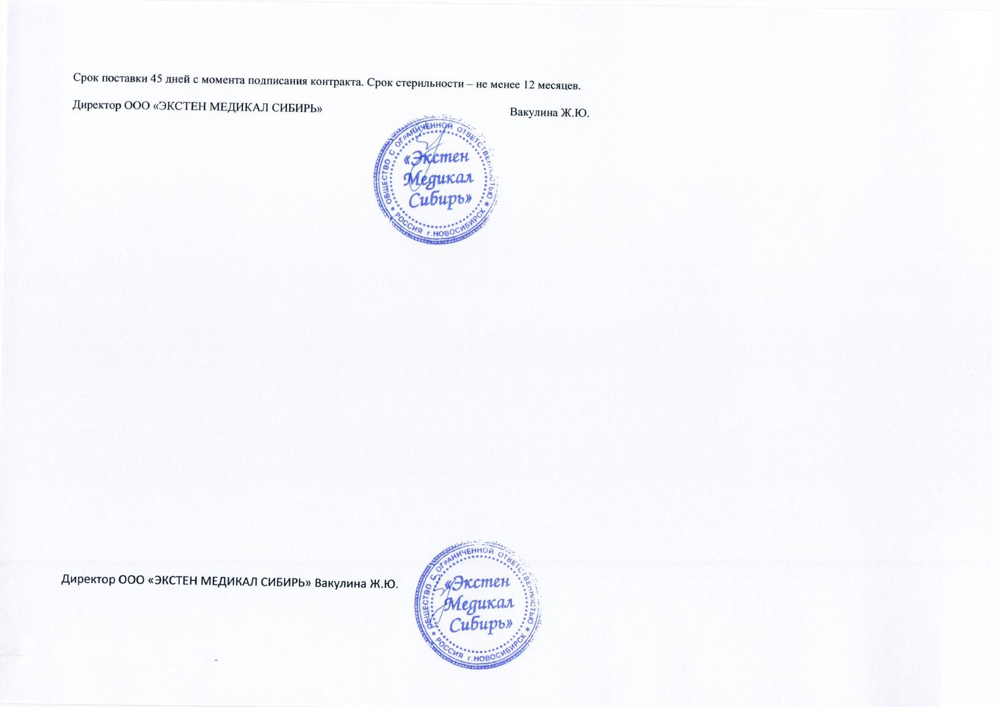 Срок поставки 45 дней с момента подписания контракта. Срок стерильности – не менее 12 месяцев.
Директор ООО «ЭКСТЕН МЕДИКАЛ СИБИРЬ» Вакулина Ж.Ю.
ОБЩЕСТВО С ОГРАНИЧЕННОЙ ОТВЕТСТВЕННОСТЬЮ
«Экстен
Медикал
Сибирь»
* РОССИЯ г.НОВОСИБИРСК *
Директор ООО «ЭКСТЕН МЕДИКАЛ СИБИРЬ» Вакулина Ж.Ю.
ОБЩЕСТВО С ОГРАНИЧЕННОЙ ОТВЕТСТВЕННОСТЬЮ
«Экстен
Медикал
Сибирь»
* РОССИЯ г.НОВОСИБИРСК *